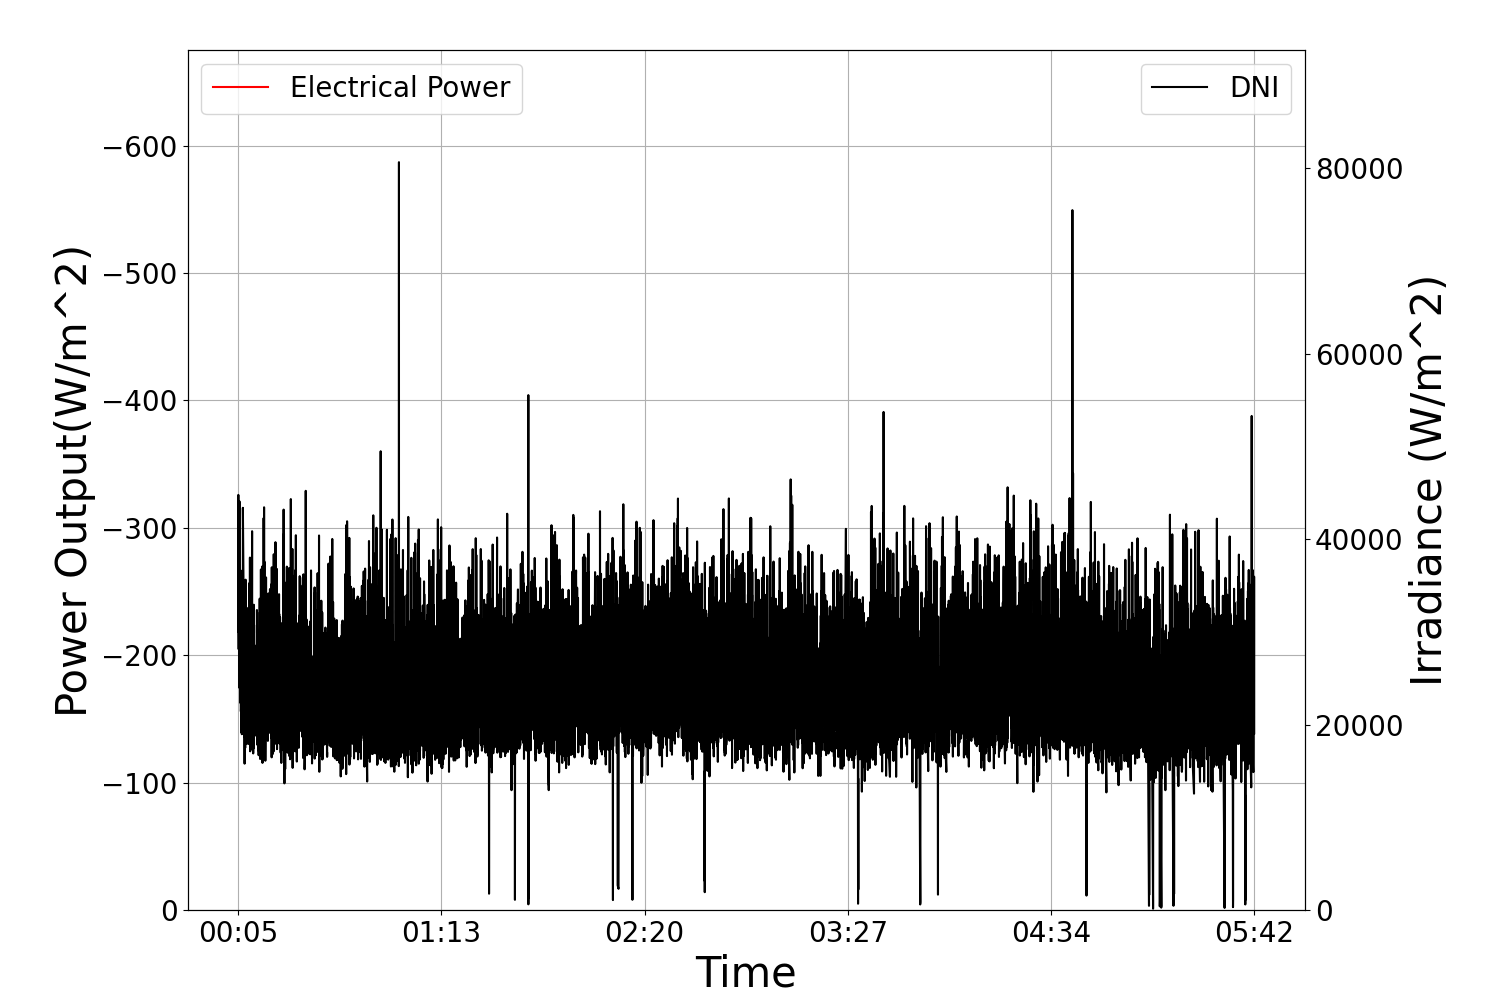 Electrical Power
DNI
Power Output(W/m^2)
−600
−500
−400
−300
−200
−100
0
80000
60000
40000
20000
0
Irradiance (W/m^2)
00:05 01:13 02:20 03:27 04:34 05:42
Time